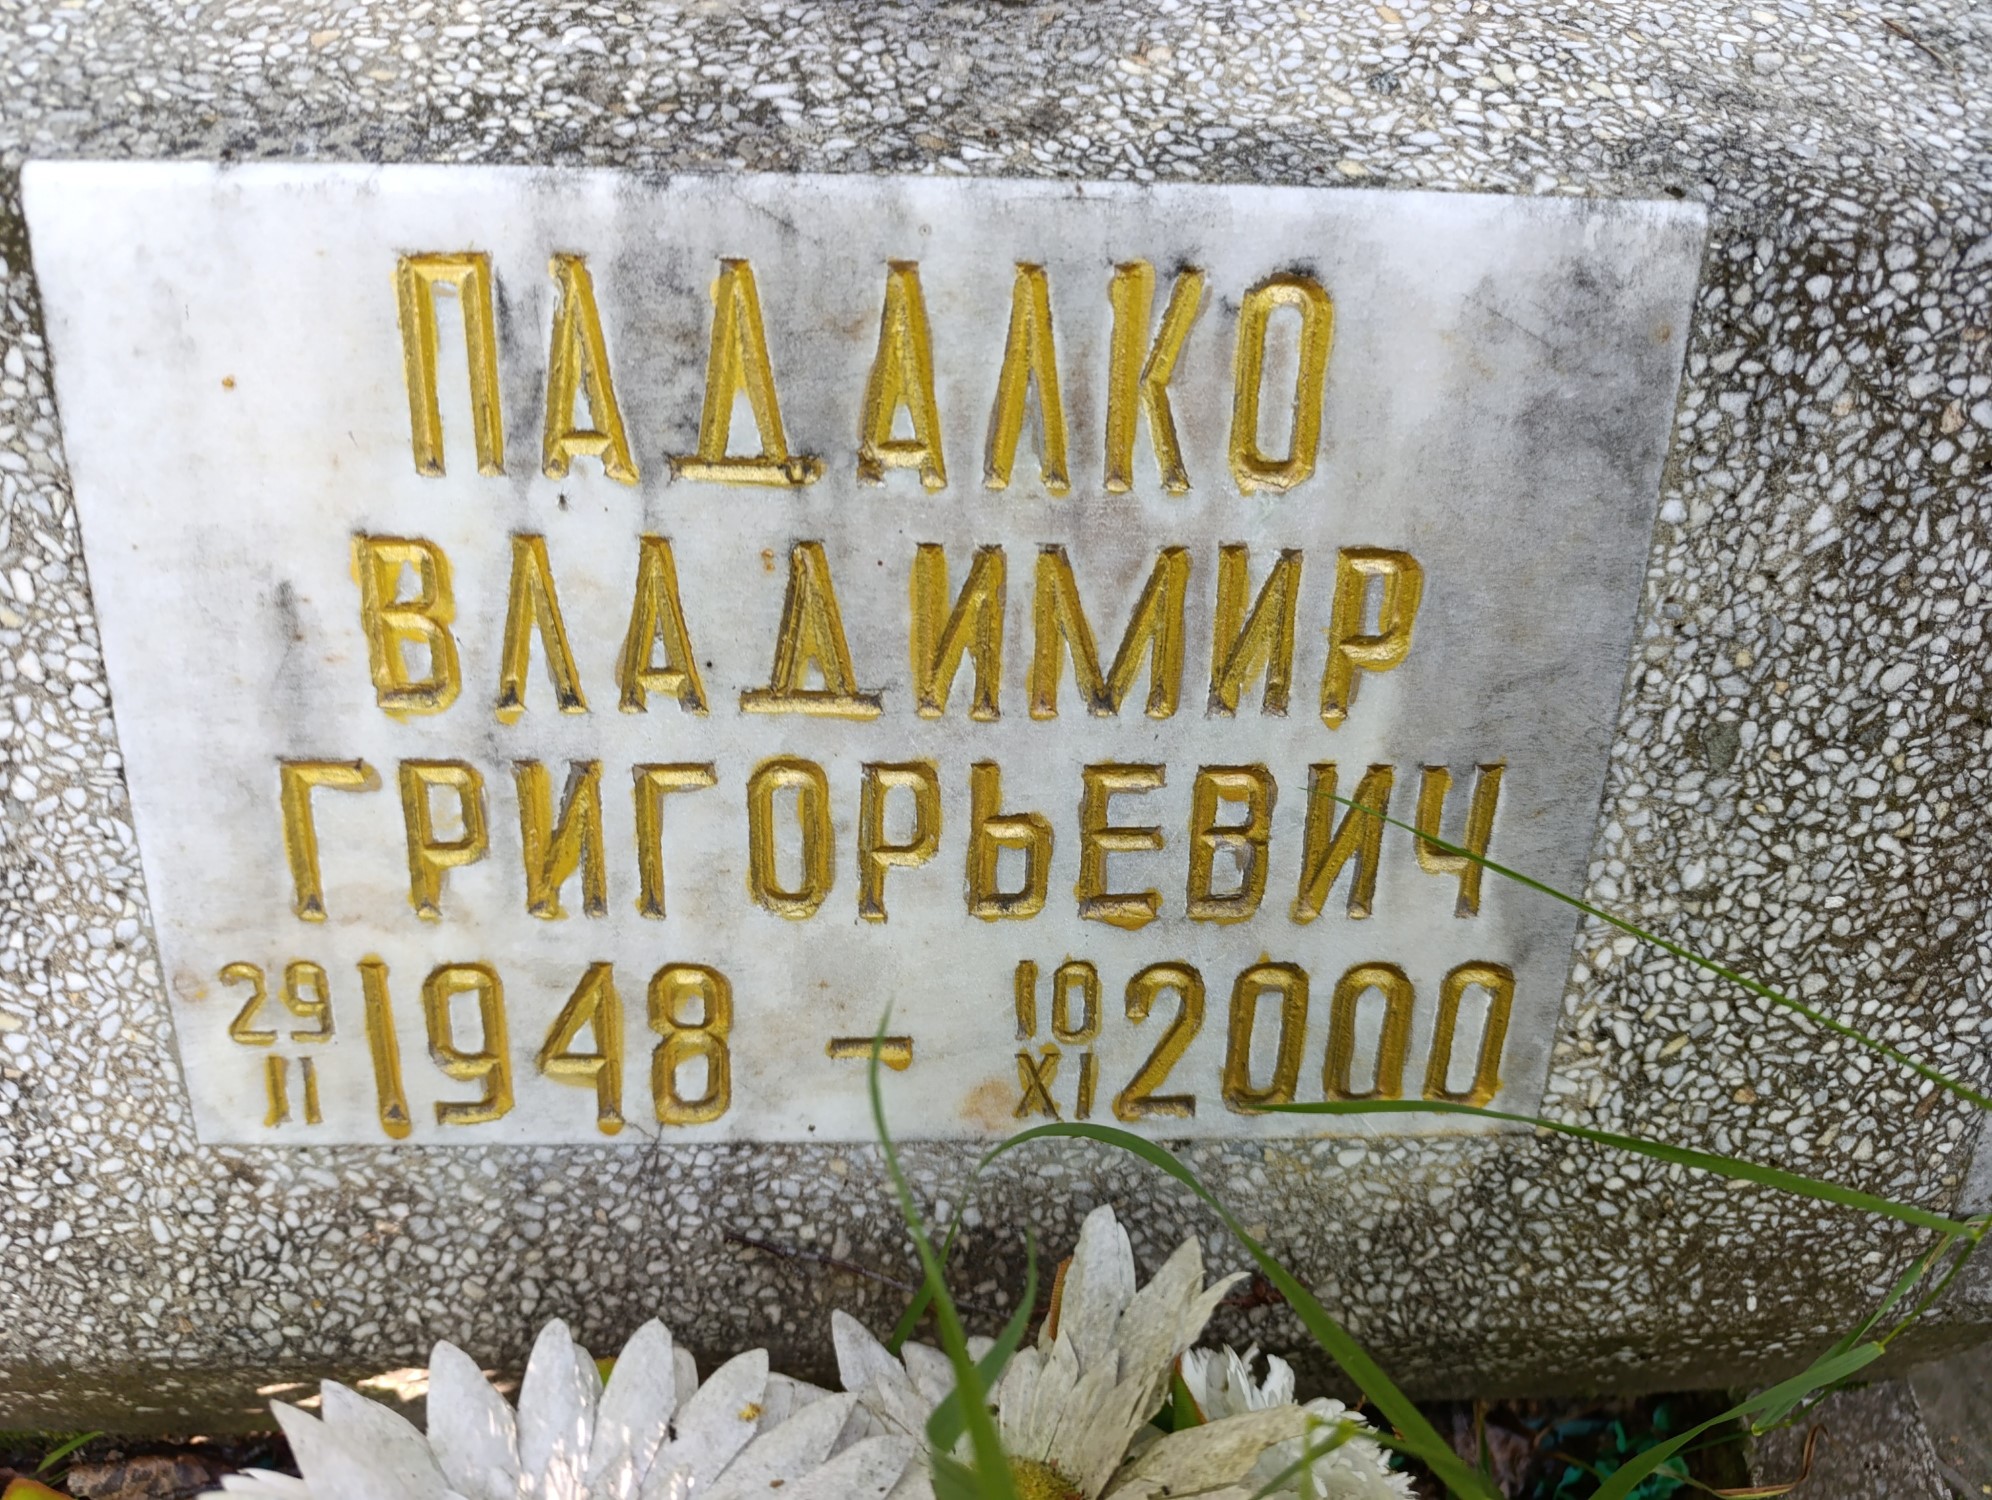 ПАДАЛКО
ВЛАДИМИР
ГРИГОРЬЕВИЧ
29 II 1948 - 10 XI 2000